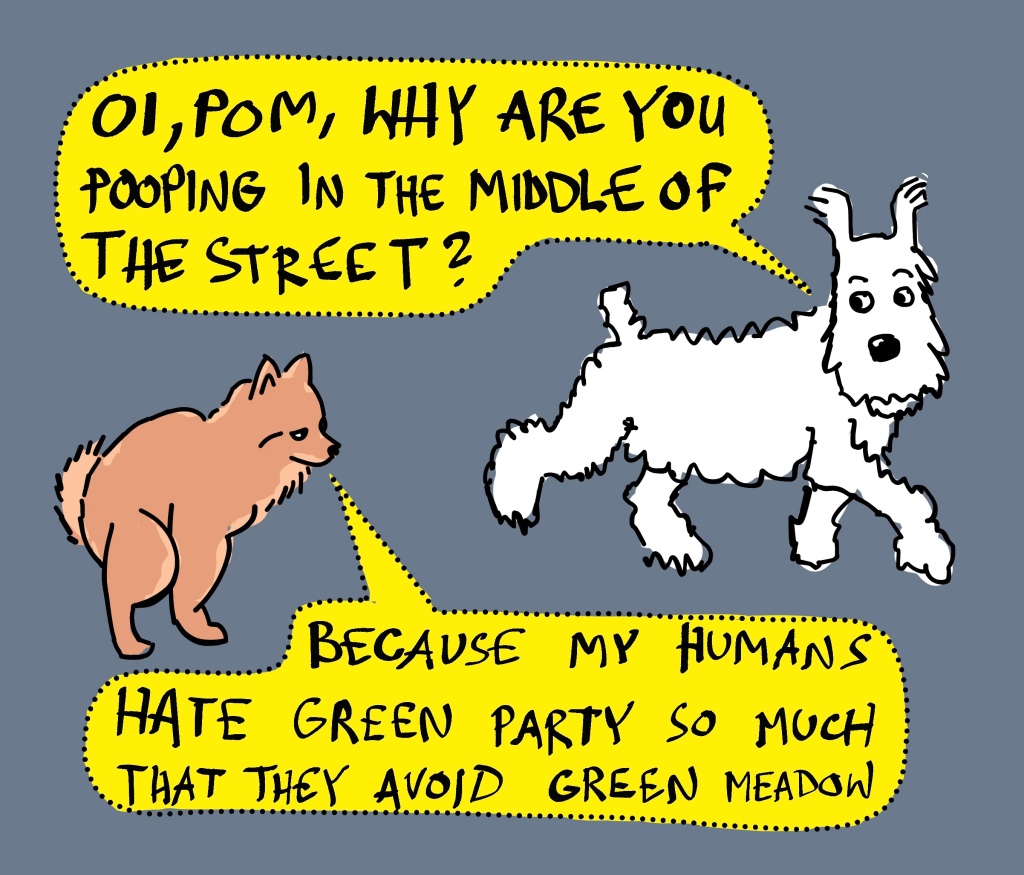 OI, POM, WHY ARE YOU
POOPING IN THE MIDDLE OF
THE STREET?
BECAUSE MY HUMANS
HATE GREEN PARTY SO MUCH
THAT THEY AVOID GREEN MEADOW